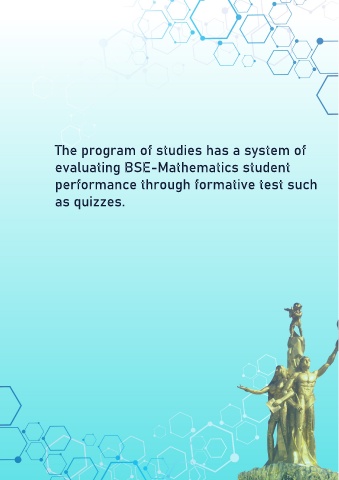 The program of studies has a system of
evaluating BSE-Mathematics student
performance through formative test such
as quizzes.